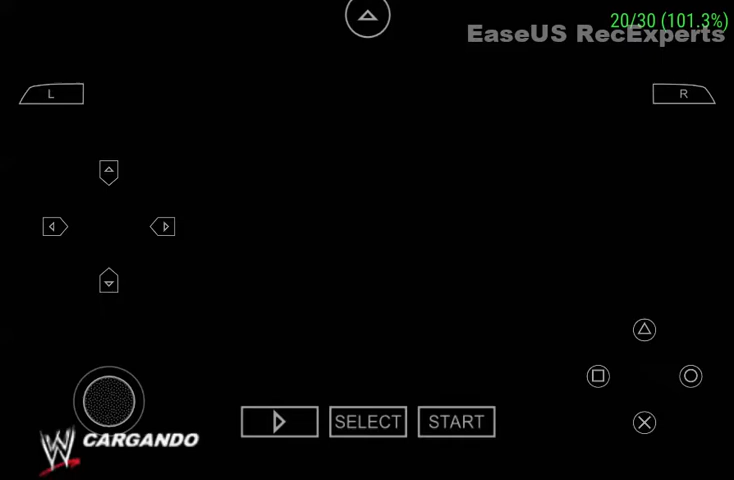 20/30 (101.3%)
EaseUS RecExperts
L
R
SELECT
START
W CARGANDO